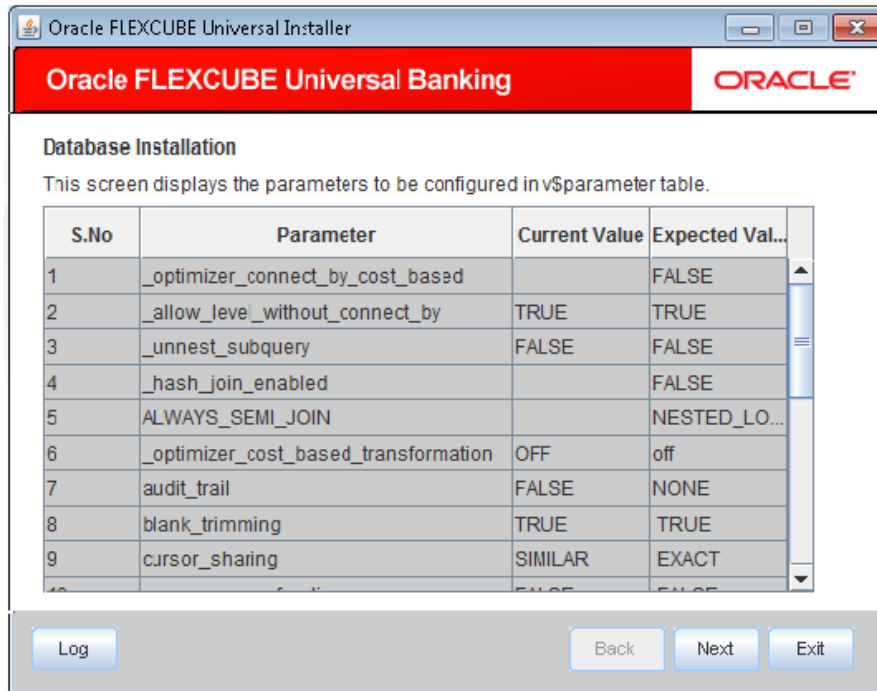 Oracle FLEXCUBE Universal Installer
Oracle FLEXCUBE Universal Banking
ORACLE
Database Installation
This screen displays the parameters to be configured in v$parameter table.
S.No Parameter Current Value Expected Val...
1 _optimizer_connect_by_cost_based FALSE
2 _allow_level_without_connect_by TRUE TRUE
3 _unnest_subquery FALSE FALSE
4 _hash_join_enabled FALSE
5 ALWAYS_SEMI_JOIN NESTED_LO...
6 _optimizer_cost_based_transformation OFF off
7 audit_trail FALSE NONE
8 blank_trimming TRUE TRUE
9 cursor_sharing SIMILAR EXACT
Log Back Next Exit